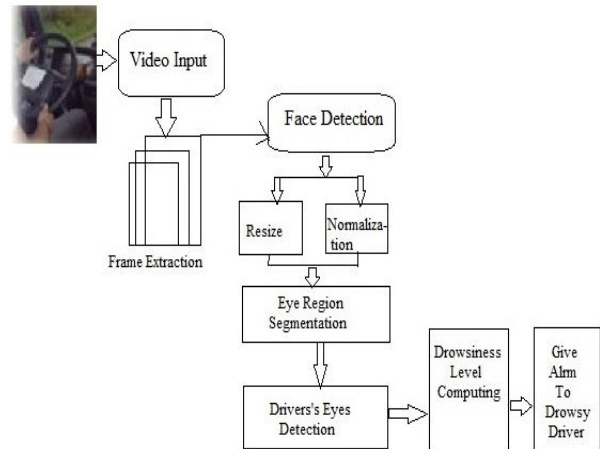 Video Input
Face Detection
Frame Extraction
Resize
Normaliza-
tion
Eye Region
Segmentation
Drivers's Eyes
Detection
Drowsiness
Level
Computing
Give
Alrm
To
Drowsy
Driver